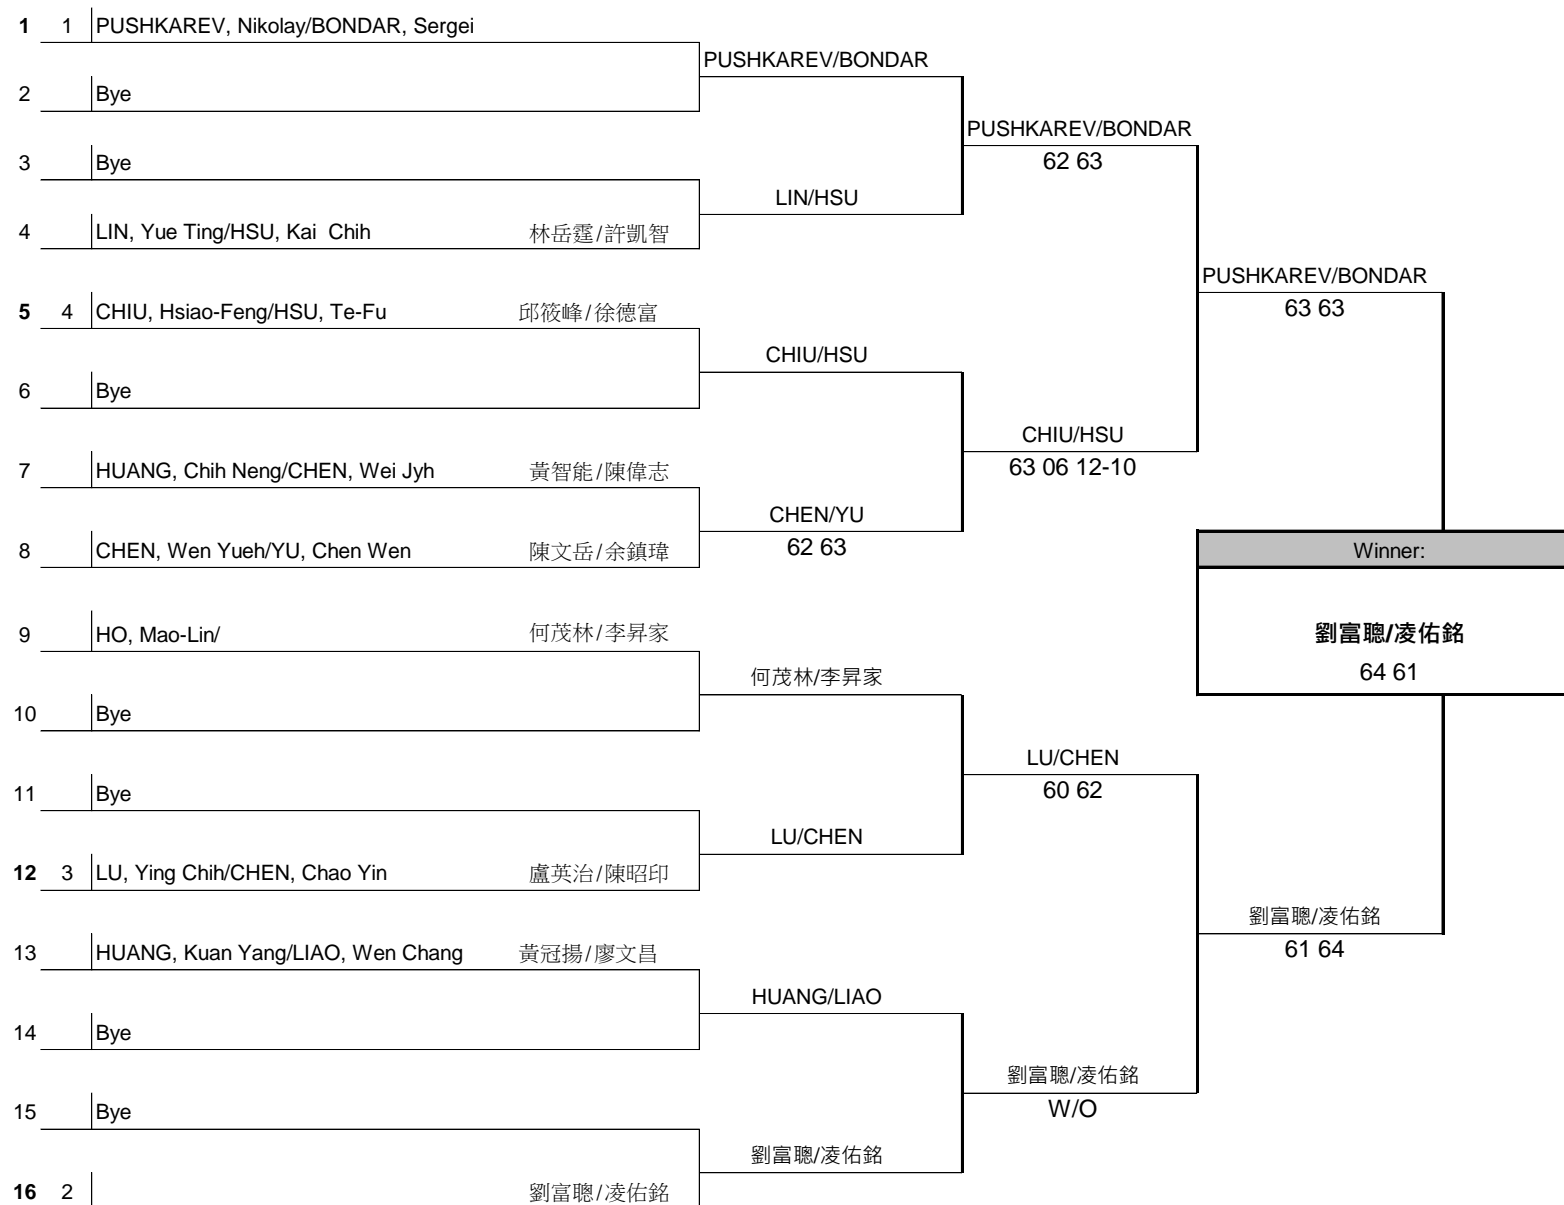 1 1 PUSHKAREV, Nikolay/BONDAR, Sergei
PUSHKAREV/BONDAR
2 Bye
PUSHKAREV/BONDAR
62 63
3 Bye
LIN/HSU
4 LIN, Yue Ting/HSU, Kai Chih 林岳霆/許凱智
PUSHKAREV/BONDAR
63 63
5 4 CHIU, Hsiao-Feng/HSU, Te-Fu 邱筱峰/徐德富
CHIU/HSU
6 Bye
CHIU/HSU
63 06 12-10
7 HUANG, Chih Neng/CHEN, Wei Jyh 黃智能/陳偉志
CHEN/YU
62 63
8 CHEN, Wen Yueh/YU, Chen Wen 陳文岳/余鎮瑋
Winner:
劉富聰/凌佑銘
64 61
9 HO, Mao-Lin/ 何茂林/李昇家
何茂林/李昇家
10 Bye
LU/CHEN
60 62
11 Bye
LU/CHEN
12 3 LU, Ying Chih/CHEN, Chao Yin 盧英治/陳昭印
劉富聰/凌佑銘
61 64
13 HUANG, Kuan Yang/LIAO, Wen Chang 黃冠揚/廖文昌
HUANG/LIAO
14 Bye
劉富聰/凌佑銘
W/O
15 Bye
劉富聰/凌佑銘
16 2 劉富聰/凌佑銘